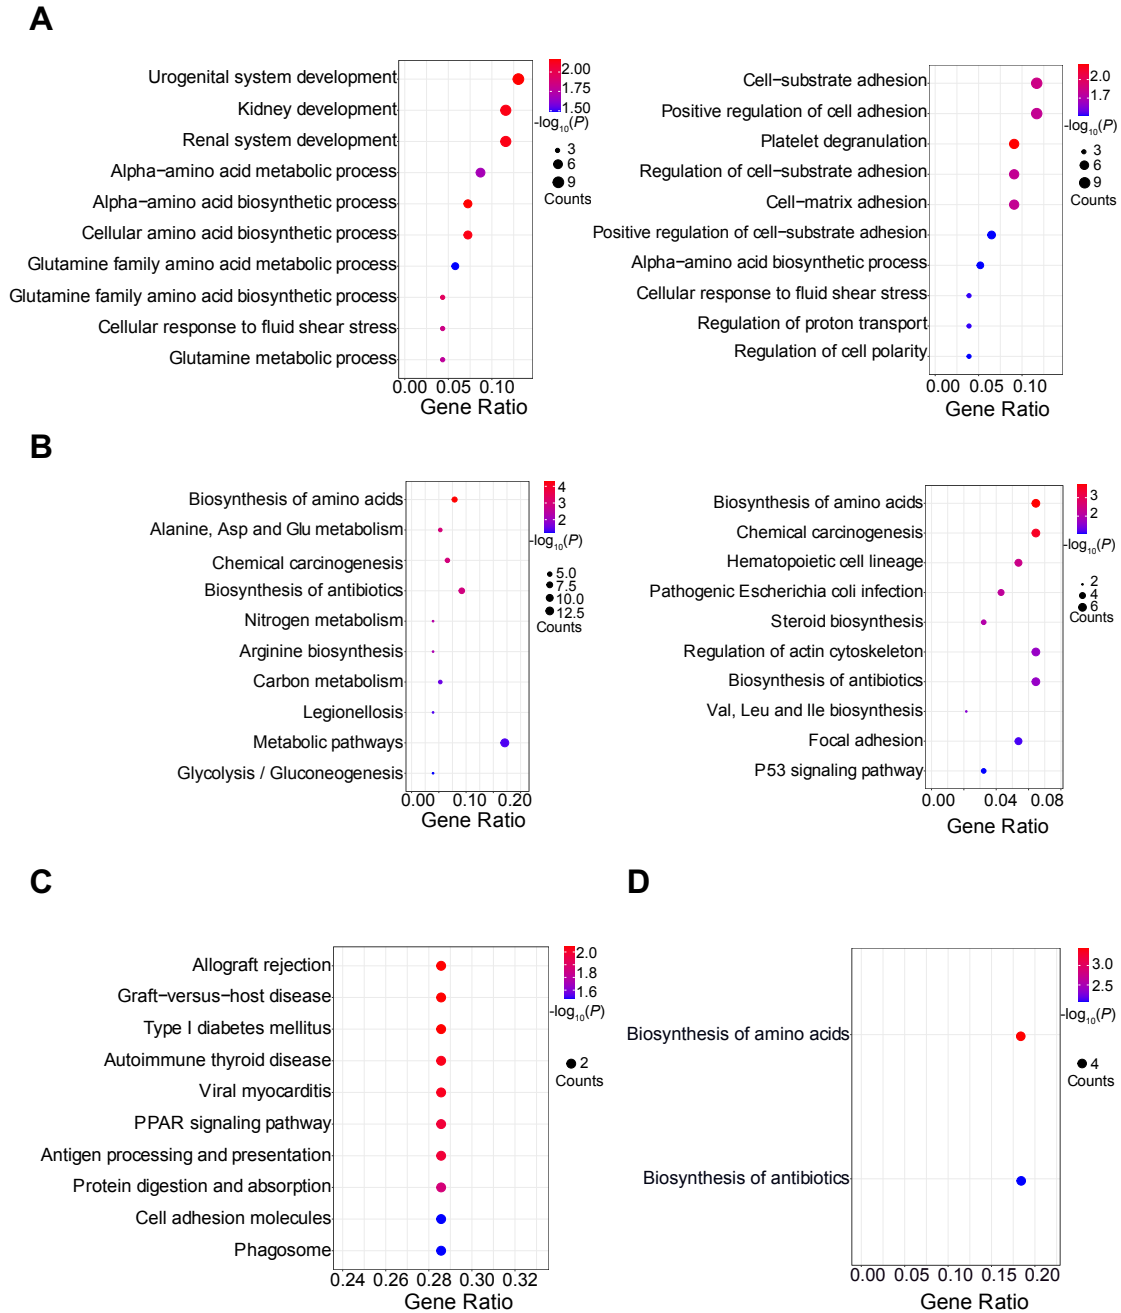 A
Urogenital system development
Kidney development
Renal system development
Alpha−amino acid metabolic process
Alpha−amino acid biosynthetic process
Cellular amino acid biosynthetic process
Glutamine family amino acid metabolic process
Glutamine family amino acid biosynthetic process
Cellular response to fluid shear stress
Glutamine metabolic process
0.00 0.05 0.10
Gene Ratio
2.00
1.75
1.50
-log10(P)
3
6
9
Counts
Cell−substrate adhesion
Positive regulation of cell adhesion
Platelet degranulation
Regulation of cell−substrate adhesion
Cell−matrix adhesion
Positive regulation of cell−substrate adhesion
Alpha−amino acid biosynthetic process
Cellular response to fluid shear stress
Regulation of proton transport
Regulation of cell polarity
0.00 0.05 0.10
Gene Ratio
2.0
1.7
-log10(P)
3
6
9
Counts
B
Biosynthesis of amino acids
Alanine, Asp and Glu metabolism
Chemical carcinogenesis
Biosynthesis of antibiotics
Nitrogen metabolism
Arginine biosynthesis
Carbon metabolism
Legionellosis
Metabolic pathways
Glycolysis / Gluconeogenesis
0.00 0.10 0.20
Gene Ratio
4
3
2
-log10(P)
5.0
7.5
10.0
12.5
Counts
Biosynthesis of amino acids
Chemical carcinogenesis
Hematopoietic cell lineage
Pathogenic Escherichia coli infection
Steroid biosynthesis
Regulation of actin cytoskeleton
Biosynthesis of antibiotics
Val, Leu and Ile biosynthesis
Focal adhesion
P53 signaling pathway
0.00 0.04 0.08
Gene Ratio
3
2
-log10(P)
2
4
6
Counts
C
Allograft rejection
Graft−versus−host disease
Type I diabetes mellitus
Autoimmune thyroid disease
Viral myocarditis
PPAR signaling pathway
Antigen processing and presentation
Protein digestion and absorption
Cell adhesion molecules
Phagosome
0.24 0.26 0.28 0.30 0.32
Gene Ratio
2.0
1.8
1.6
-log10(P)
2
Counts
D
Biosynthesis of amino acids
Biosynthesis of antibiotics
0.00 0.05 0.10 0.15 0.20
Gene Ratio
3.0
2.5
-log10(P)
4
Counts